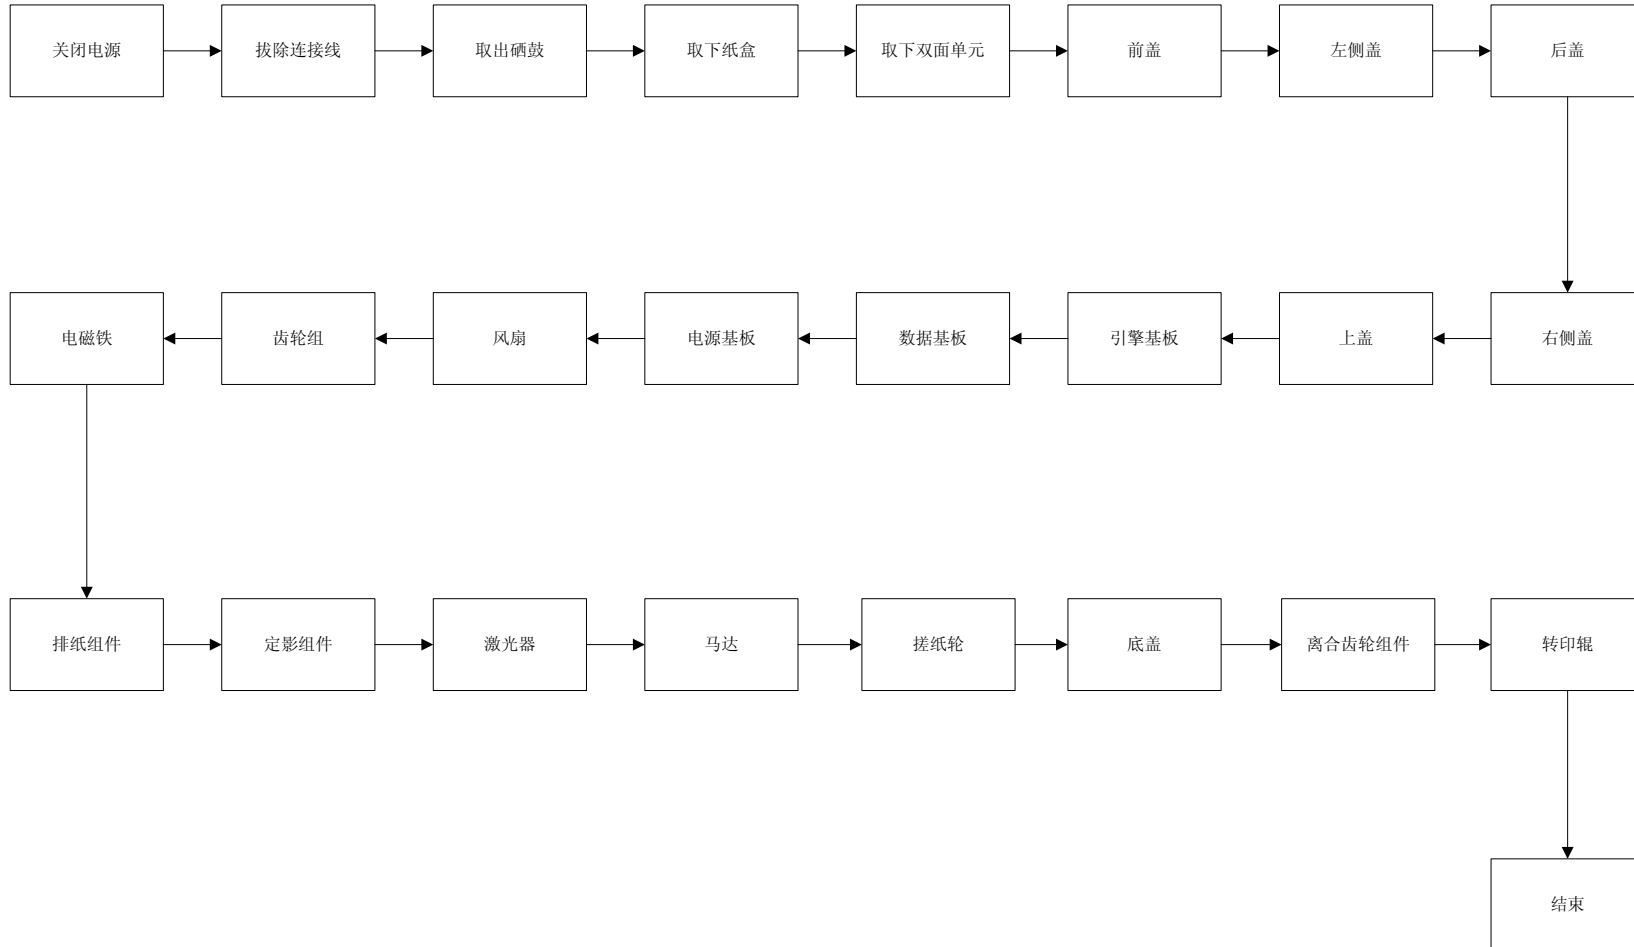 关闭电源
拔除连接线
取出硒鼓
取下纸盒
取下双面单元
前盖
左侧盖
后盖
电磁铁
齿轮组
风扇
电源基板
数据基板
引擎基板
上盖
右侧盖
排纸组件
定影组件
激光器
马达
搓纸轮
底盖
离合齿轮组件
转印辊
结束